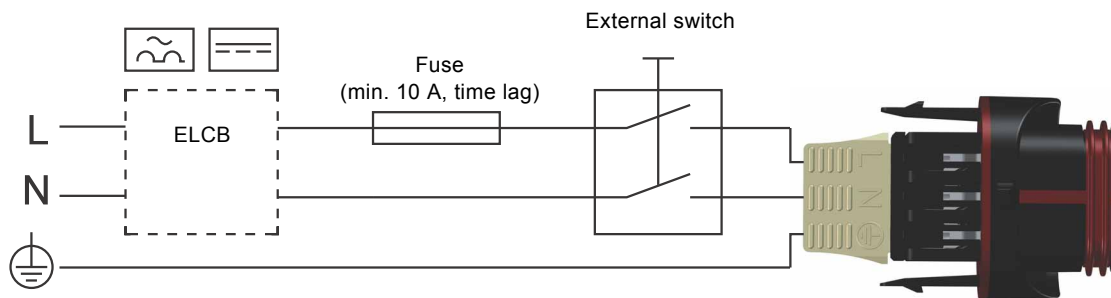 External switch
Fuse
(min. 10 A, time lag)
L
ELCB
N
L
N